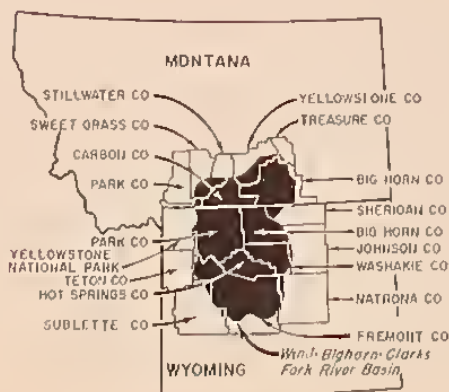 MONTANA
STILLWATER CO
YELLOWSTONE CO
SWEET GRASS CO
TREASURE CO
CARBON CO
PARK CO
BIG HORN CO
SHERIDAN CO
PARK CO
BIG HORN CO
YELLOWSTONE
NATIONAL PARK
JOHNSON CO
TETON CO
WASHAKIE CO
HOT SPRINGS CO
NATRONA CO
SUBLETTE CO
FREMONT CO
Wind-Bighorn-Clarks
Fork River Basin
WYOMING